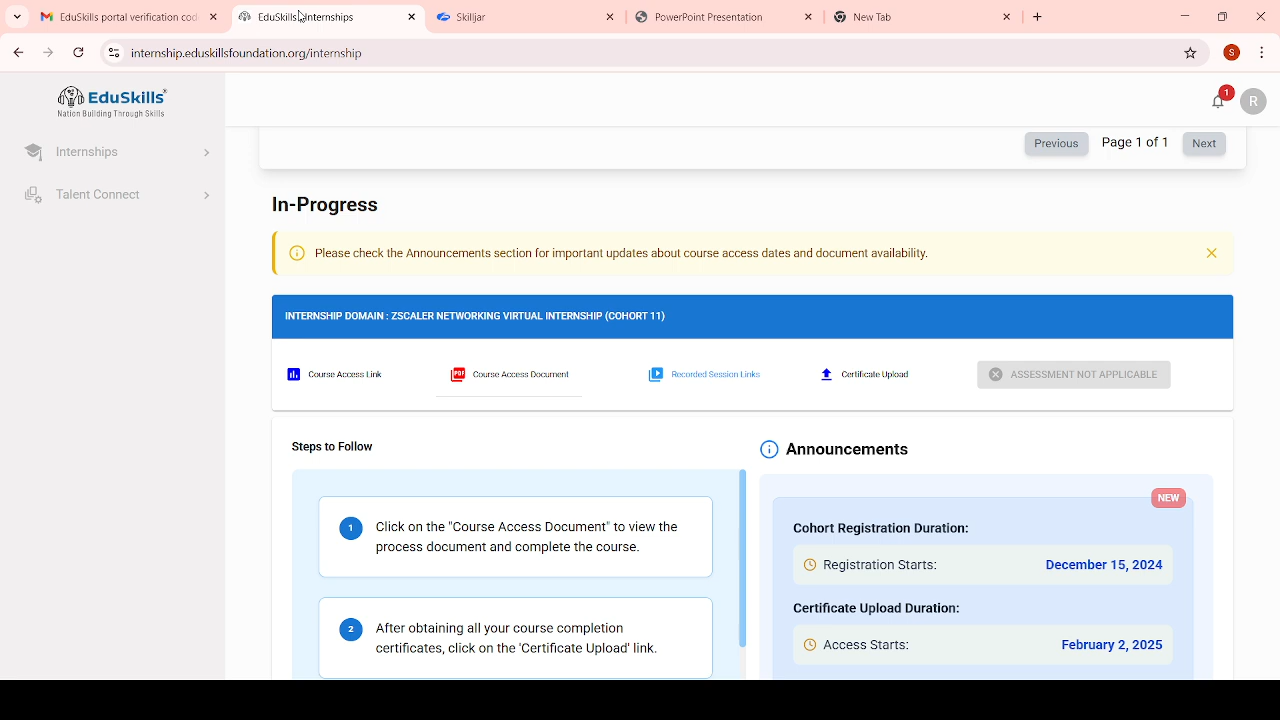 EduSkills portal verification cod
EduSkills Internships
Skilljar
PowerPoint Presentation
New Tab
internship.eduskillsfoundation.org/internship
S
EduSkills
Nation Building Through Skills
1
R
Internships
Talent Connect
Previous
Page 1 of 1
Next
In-Progress
Please check the Announcements section for important updates about course access dates and document availability.
INTERNSHIP DOMAIN : ZSCALER NETWORKING VIRTUAL INTERNSHIP (COHORT 11)
Course Access Link
PDF
Course Access Document
Recorded Session Links
Certificate Upload
ASSESSMENT NOT APPLICABLE
Steps to Follow
1
Click on the "Course Access Document" to view the
process document and complete the course.
2
After obtaining all your course completion
certificates, click on the 'Certificate Upload' link.
Announcements
NEW
Cohort Registration Duration:
Registration Starts: December 15, 2024
Certificate Upload Duration:
Access Starts: February 2, 2025